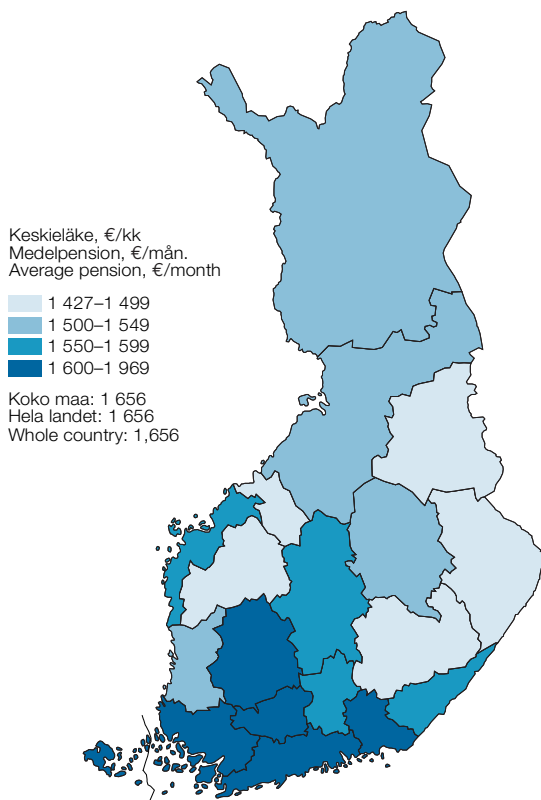 Keskieläke, €/kk
Medelpension, €/mån.
Average pension, €/month
1 427–1 499
1 500–1 549
1 550–1 599
1 600–1 969
Koko maa: 1 656
Hela landet: 1 656
Whole country: 1,656